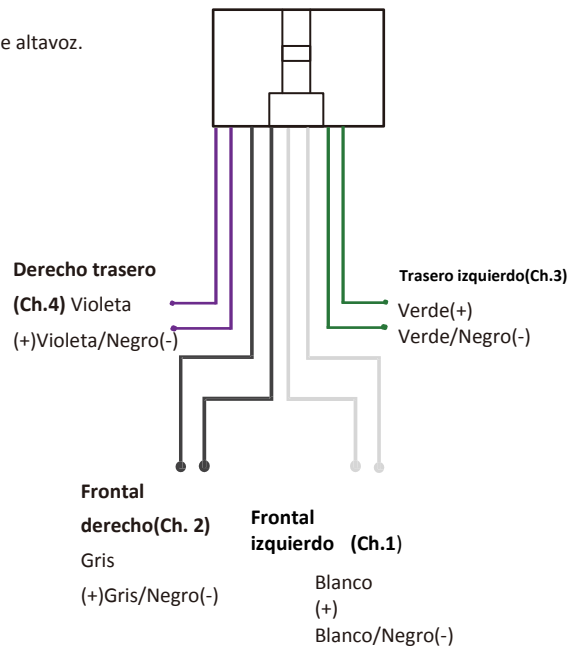 e altavoz.
Derecho trasero
(Ch.4) Violeta
(+)Violeta/Negro(-)
Trasero izquierdo(Ch.3)
Verde(+)
Verde/Negro(-)
Frontal
derecho(Ch. 2)
Gris
(+)Gris/Negro(-)
Frontal
izquierdo (Ch.1)
Blanco
(+)
Blanco/Negro(-)